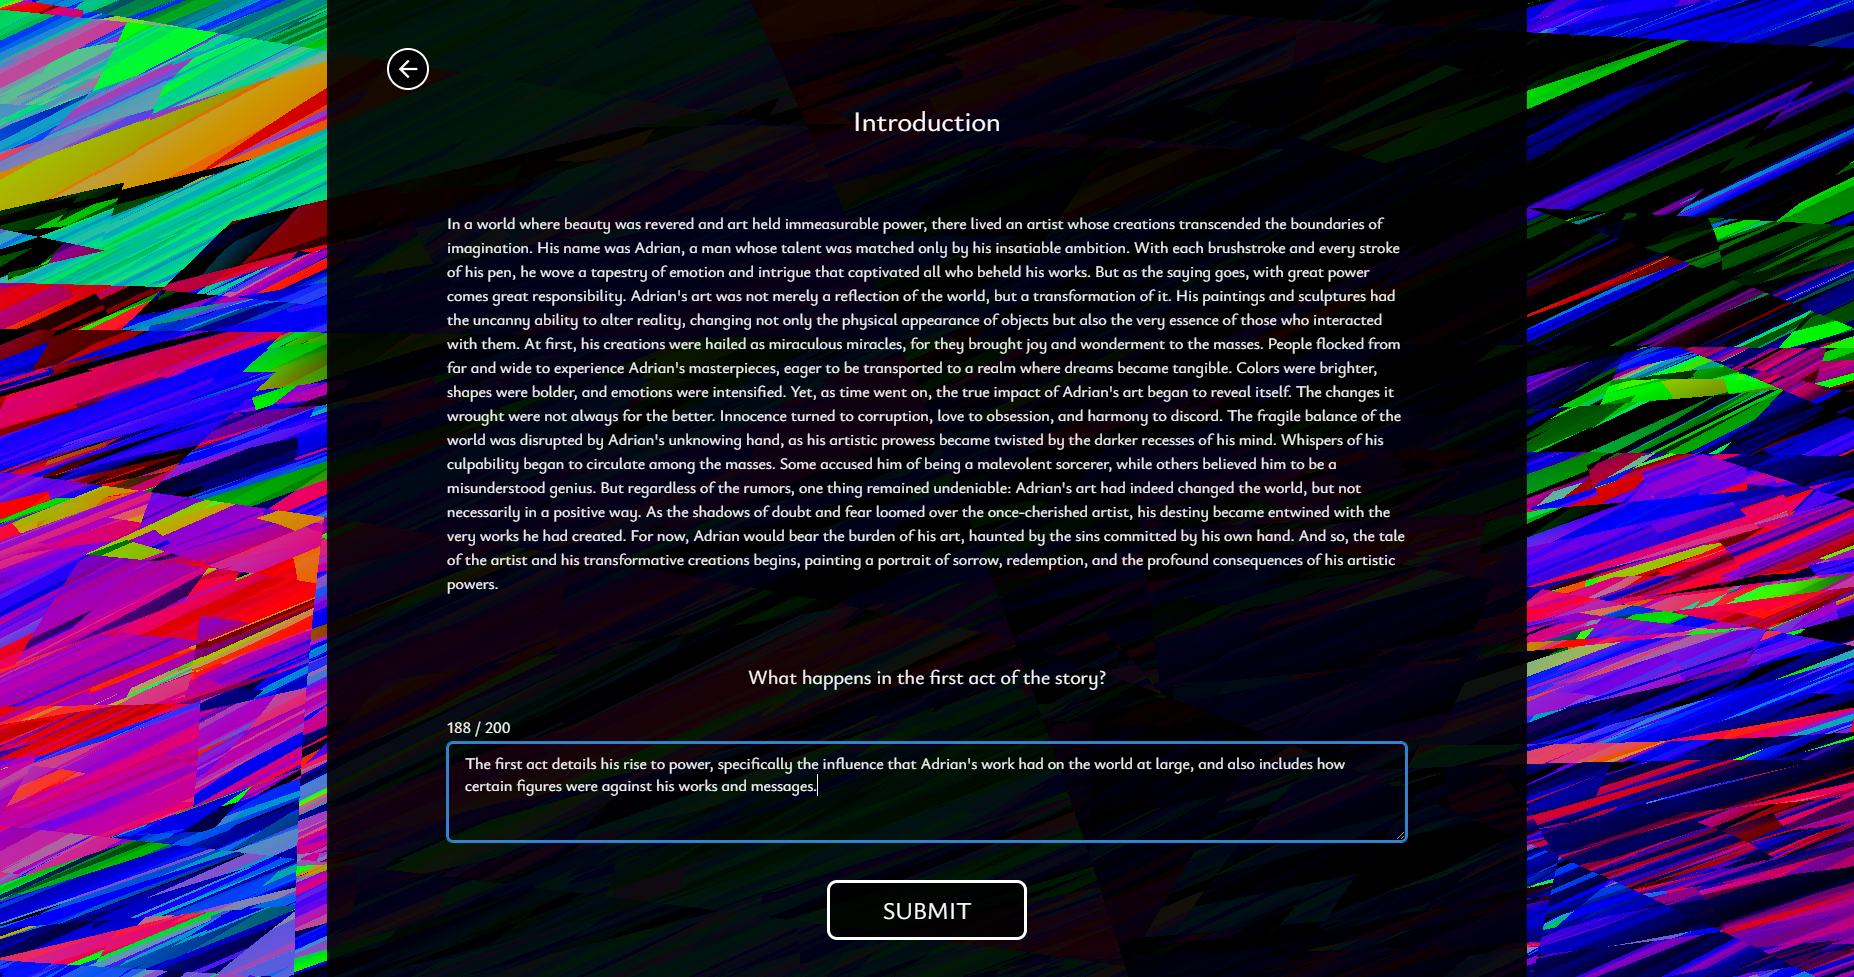 Introduction
In a world where beauty was revered and art held immeasurable power, there lived an artist whose creations transcended the boundaries of
imagination. His name was Adrian, a man whose talent was matched only by his insatiable ambition. With each brushstroke and every stroke
of his pen, he wove a tapestry of emotion and intrigue that captivated all who beheld his works. But as the saying goes, with great power
comes great responsibility. Adrian's art was not merely a reflection of the world, but a transformation of it. His paintings and sculptures had
the uncanny ability to alter reality, changing not only the physical appearance of objects but also the very essence of those who interacted
with them. At first, his creations were hailed as miraculous miracles, for they brought joy and wonderment to the masses. People flocked from
far and wide to experience Adrian's masterpieces, eager to be transported to a realm where dreams became tangible. Colors were brighter,
shapes were bolder, and emotions were intensified. Yet, as time went on, the true impact of Adrian's art began to reveal itself. The changes it
wrought were not always for the better. Innocence turned to corruption, love to obsession, and harmony to discord. The fragile balance of the
world was disrupted by Adrian's unknowing hand, as his artistic prowess became twisted by the darker recesses of his mind. Whispers of his
culpability began to circulate among the masses. Some accused him of being a malevolent sorcerer, while others believed him to be a
misunderstood genius. But regardless of the rumors, one thing remained undeniable: Adrian's art had indeed changed the world, but not
necessarily in a positive way. As the shadows of doubt and fear loomed over the once-cherished artist, his destiny became entwined with the
very works he had created. For now, Adrian would bear the burden of his art, haunted by the sins committed by his own hand. And so, the tale
of the artist and his transformative creations begins, painting a portrait of sorrow, redemption, and the profound consequences of his artistic
powers.
What happens in the first act of the story?
188 / 200
The first act details his rise to power, specifically the influence that Adrian's work had on the world at large, and also includes how
certain figures were against his works and messages.
SUBMIT